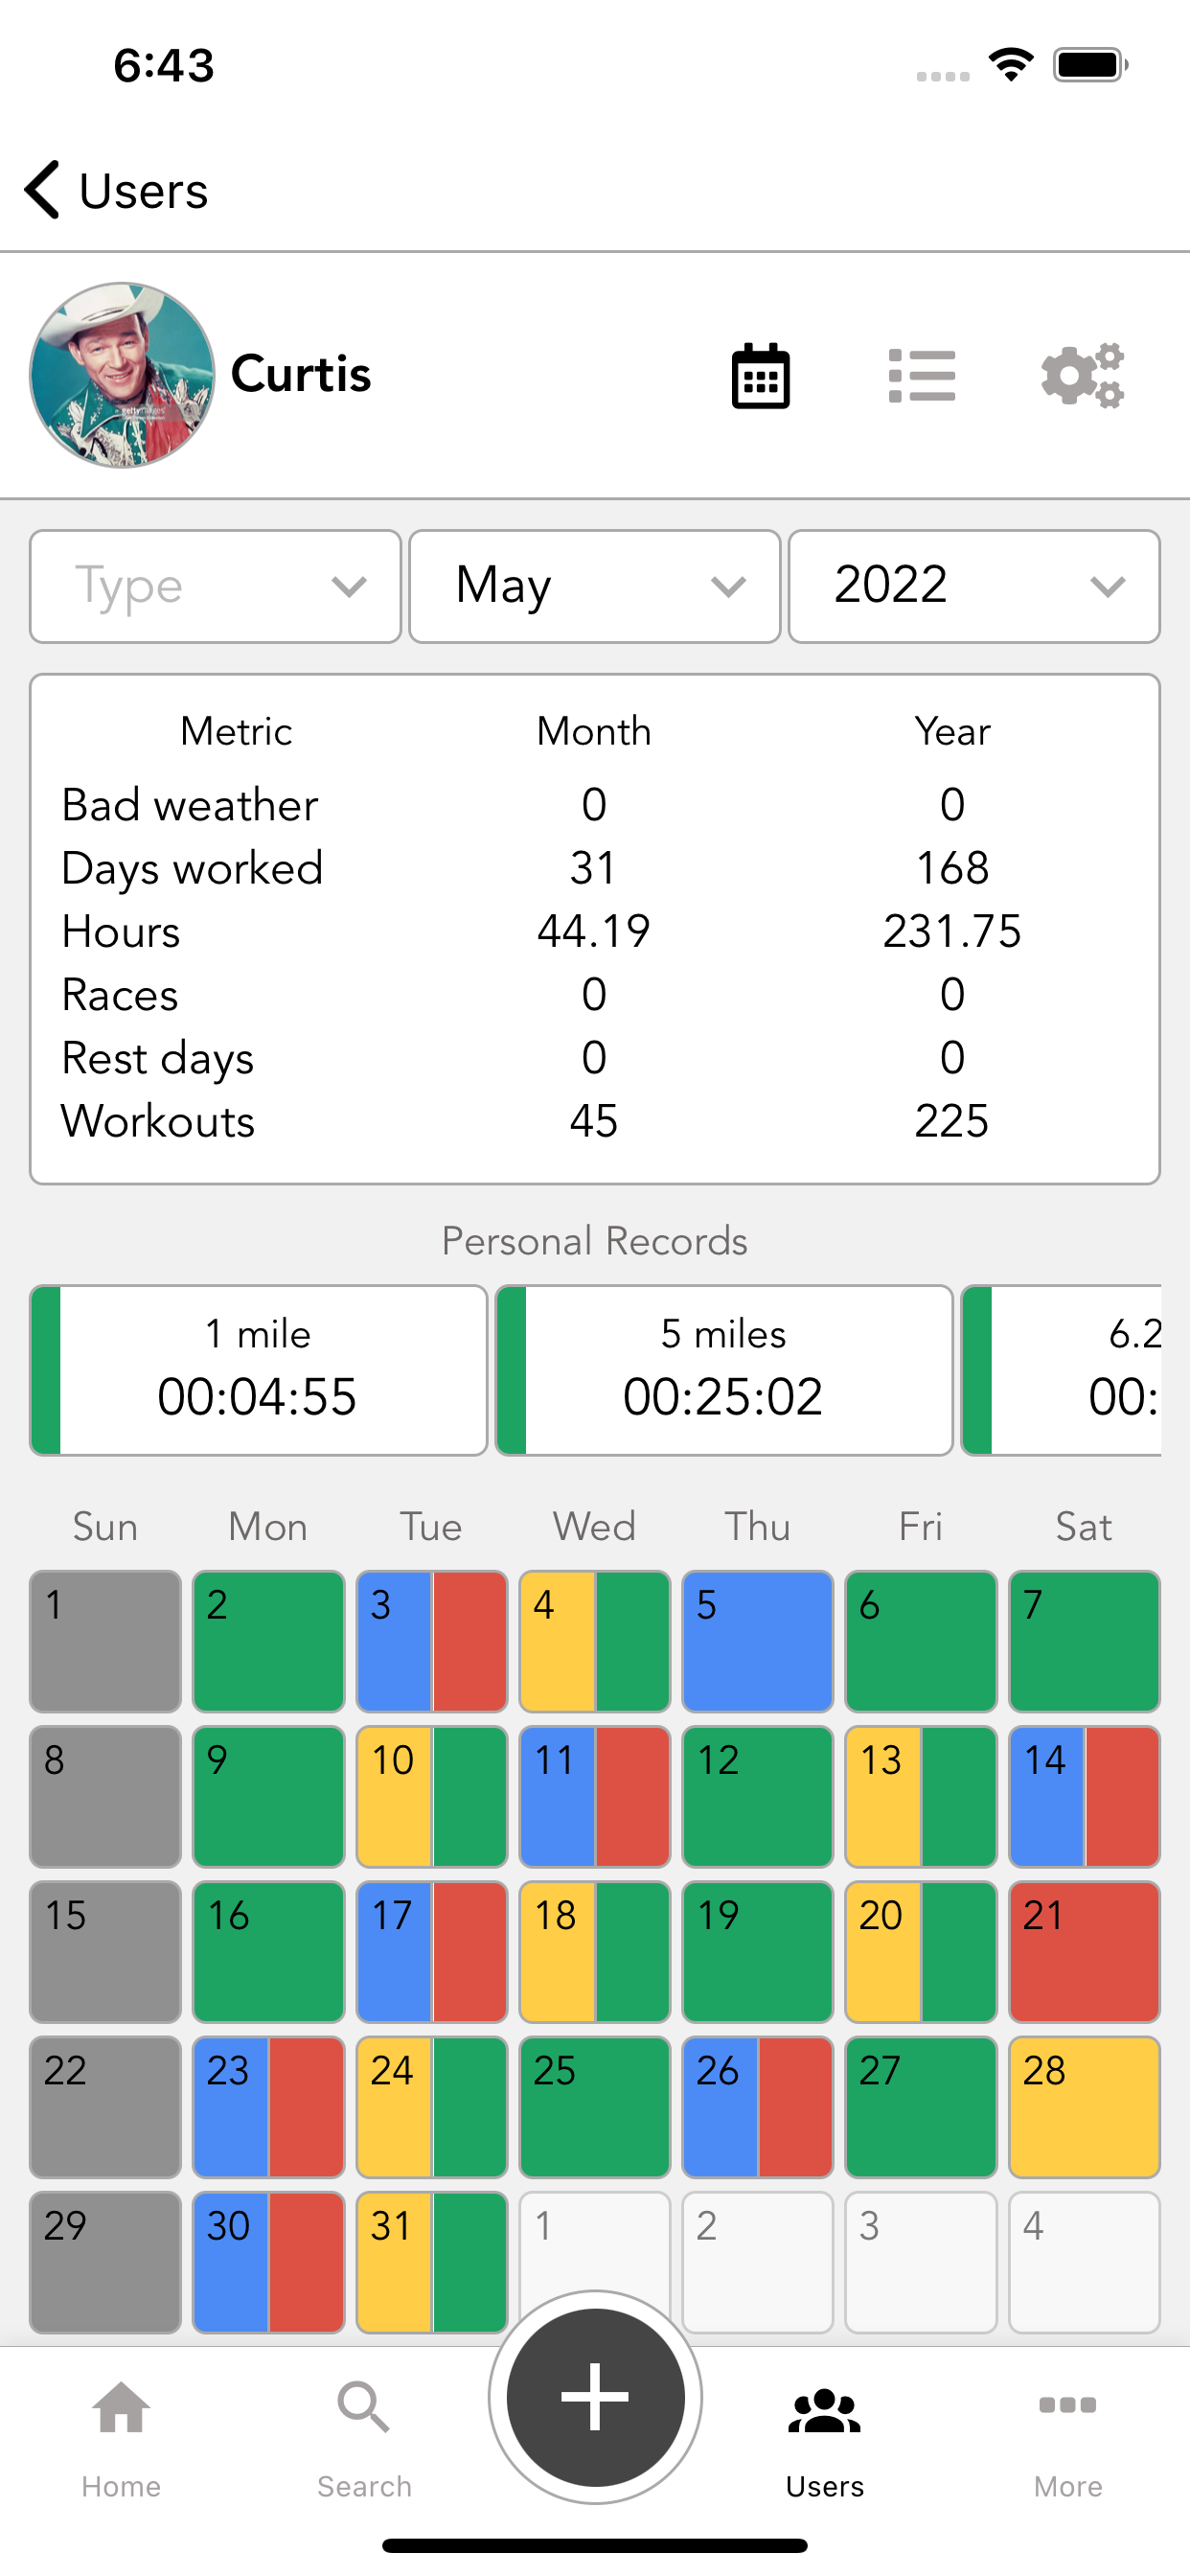 6:43
Users
Curtis
Type May 2022
Metric Month Year
Bad weather 0 0
Days worked 31 168
Hours 44.19 231.75
Races 0 0
Rest days 0 0
Workouts 45 225
Personal Records
1 mile 5 miles 6.2
00:04:55 00:25:02 00:
Sun Mon Tue Wed Thu Fri Sat
1 2 3 4 5 6 7
8 9 10 11 12 13 14
15 16 17 18 19 20 21
22 23 24 25 26 27 28
29 30 31 1 2 3 4
Home Search Users More